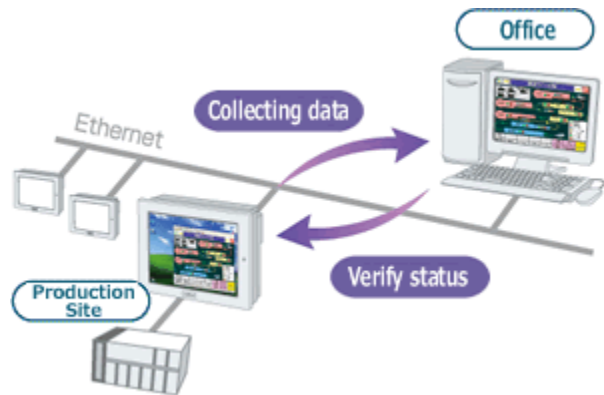 Office
Collecting data
Ethernet
Verify status
Production
Site